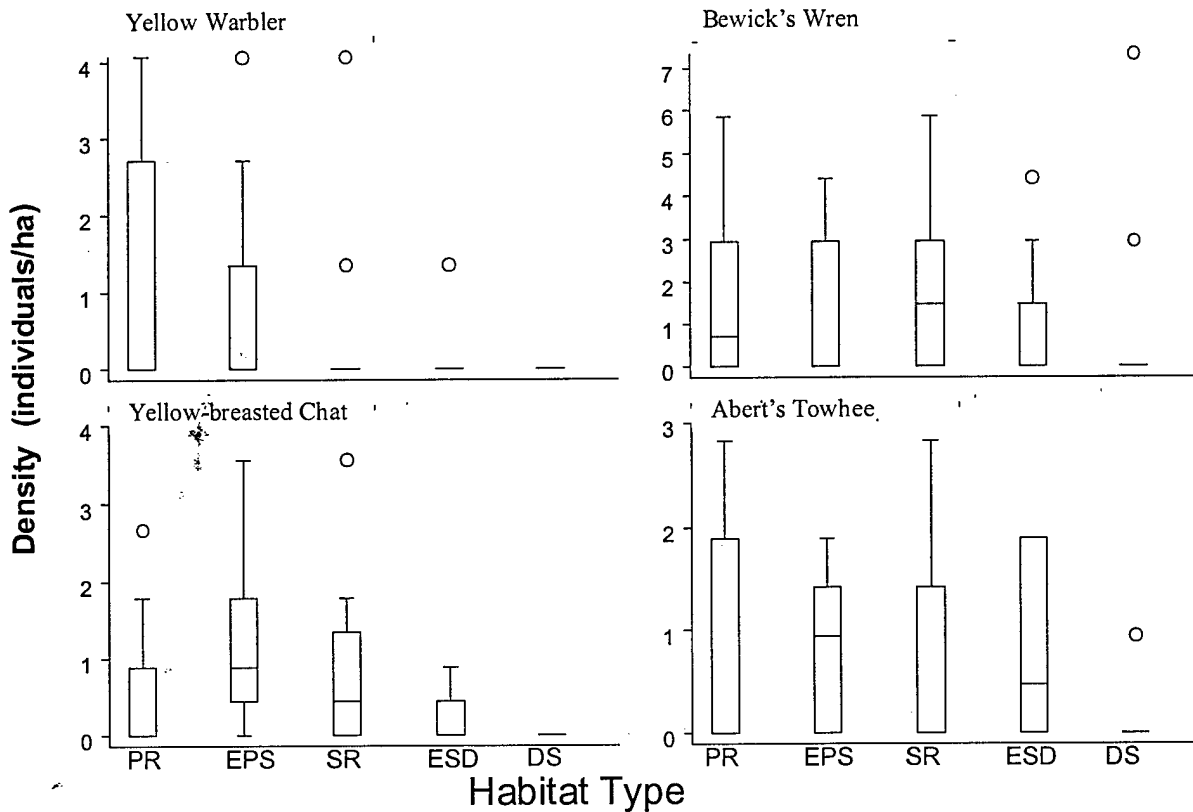 Yellow Warbler
Bewick's Wren
4
3
2
1
0
7
6
5
4
3
2
1
0
Yellow-breasted Chat
Abert's Towhee
4
3
2
1
0
3
2
1
0
Density (individuals/ha)
PR EPS SR ESD DS
PR EPS SR ESD DS
Habitat Type